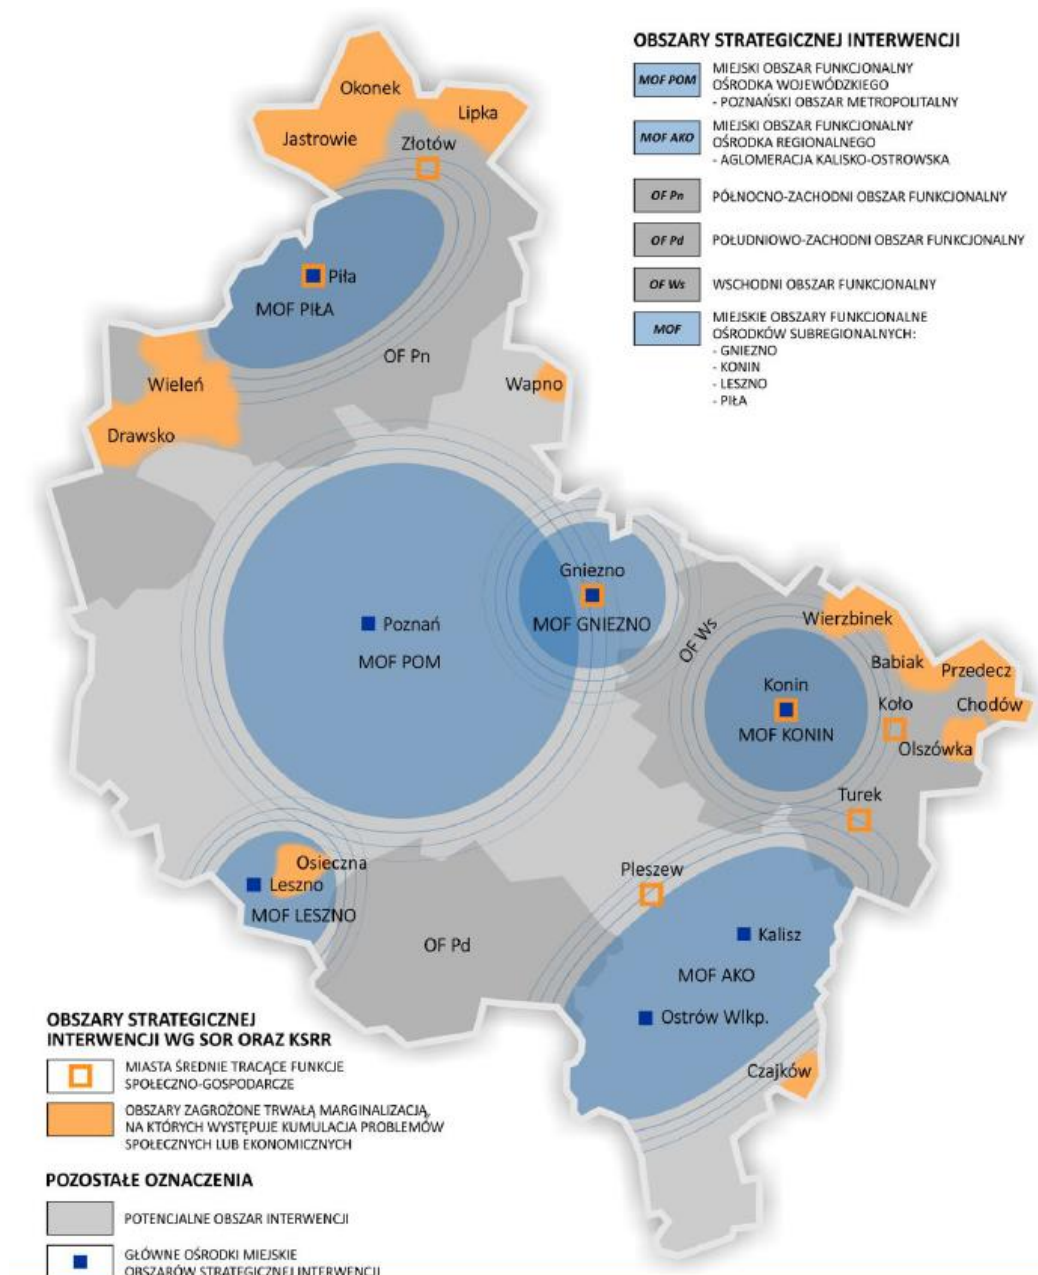 OBSZARY STRATEGICZNEJ INTERWENCJI
MOF POM
MIEJSKI OBSZAR FUNKCJONALNY
OŚRODKA WOJEWÓDZKIEGO
- POZNAŃSKI OBSZAR METROPOLITALNY
MOF AKO
MIEJSKI OBSZAR FUNKCJONALNY
OŚRODKA REGIONALNEGO
- AGLOMERACJA KALISKO-OSTROWSKA
OF Pn
PÓŁNOCNO-ZACHODNI OBSZAR FUNKCJONALNY
OF Pd
POŁUDNIOWO-ZACHODNI OBSZAR FUNKCJONALNY
OF Ws
WSCHODNI OBSZAR FUNKCJONALNY
MOF
MIEJSKIE OBSZARY FUNKCJONALNE
OŚRODKÓW SUBREGIONALNYCH:
- GNIEZNO
- KONIN
- LESZNO
- PIŁA
Okonek
Lipka
Jastrowie
Złotów
Piła
MOF PIŁA
OF Pn
Wieleń
Wapno
Drawsko
Gniezno
MOF GNIEZNO
Poznań
MOF POM
OF Ws
Wierzbinek
Babiak
Przedecz
Konin
Koło
Chodów
MOF KONIN
Olszówka
Turek
Osieczna
Leszno
MOF LESZNO
Pleszew
OF Pd
Kalisz
MOF AKO
Ostrów Wlkp.
Czajków
OBSZARY STRATEGICZNEJ
INTERWENCJI WG SOR ORAZ KSRR
MIASTA ŚREDNIE TRACĄCE FUNKCJE
SPOŁECZNO-GOSPODARCZE
OBSZARY ZAGROŻONE TRWAŁĄ MARGINALIZACJĄ,
NA KTÓRYCH WYSTĘPUJE KUMULACJA PROBLEMÓW
SPOŁECZNYCH LUB EKONOMICZNYCH
POZOSTAŁE OZNACZENIA
POTENCJALNE OBSZAR INTERWENCJI
GŁÓWNE OŚRODKI MIEJSKIE
OBSZARÓW STRATEGICZNEJ INTERWENCJI